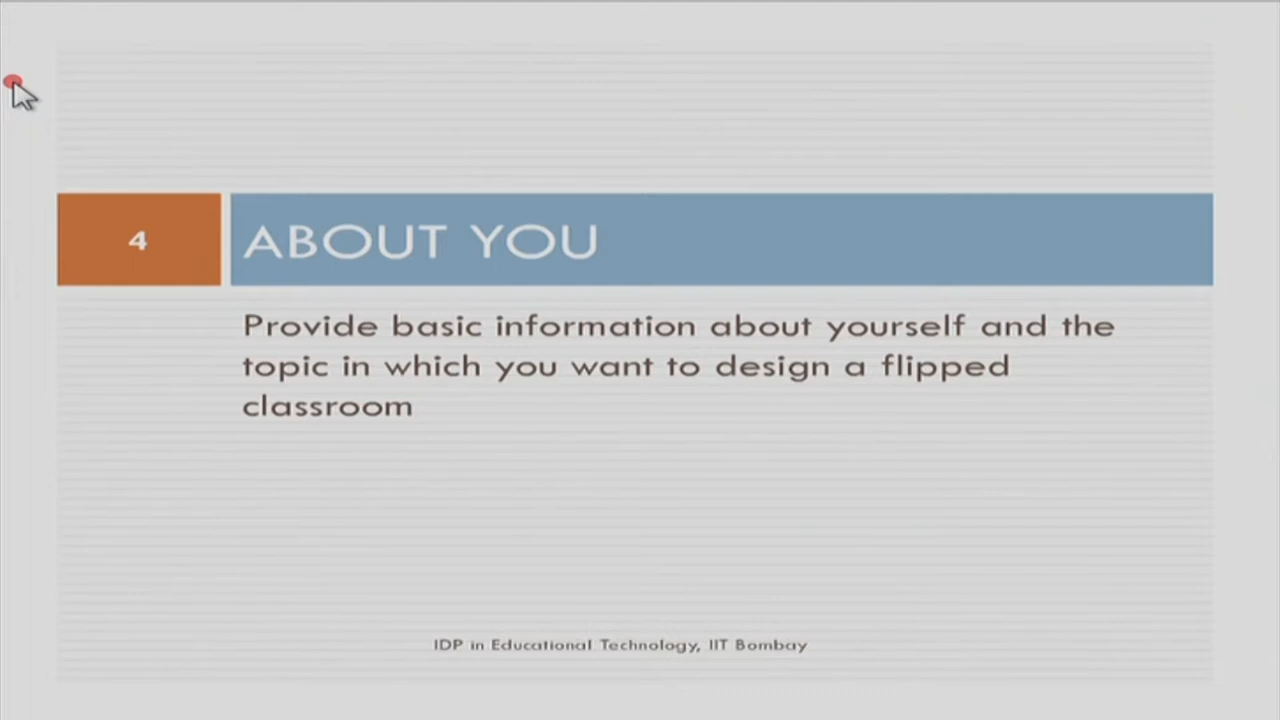 4
ABOUT YOU
Provide basic information about yourself and the
topic in which you want to design a flipped
classroom
IDP in Educational Technology, IIT Bombay